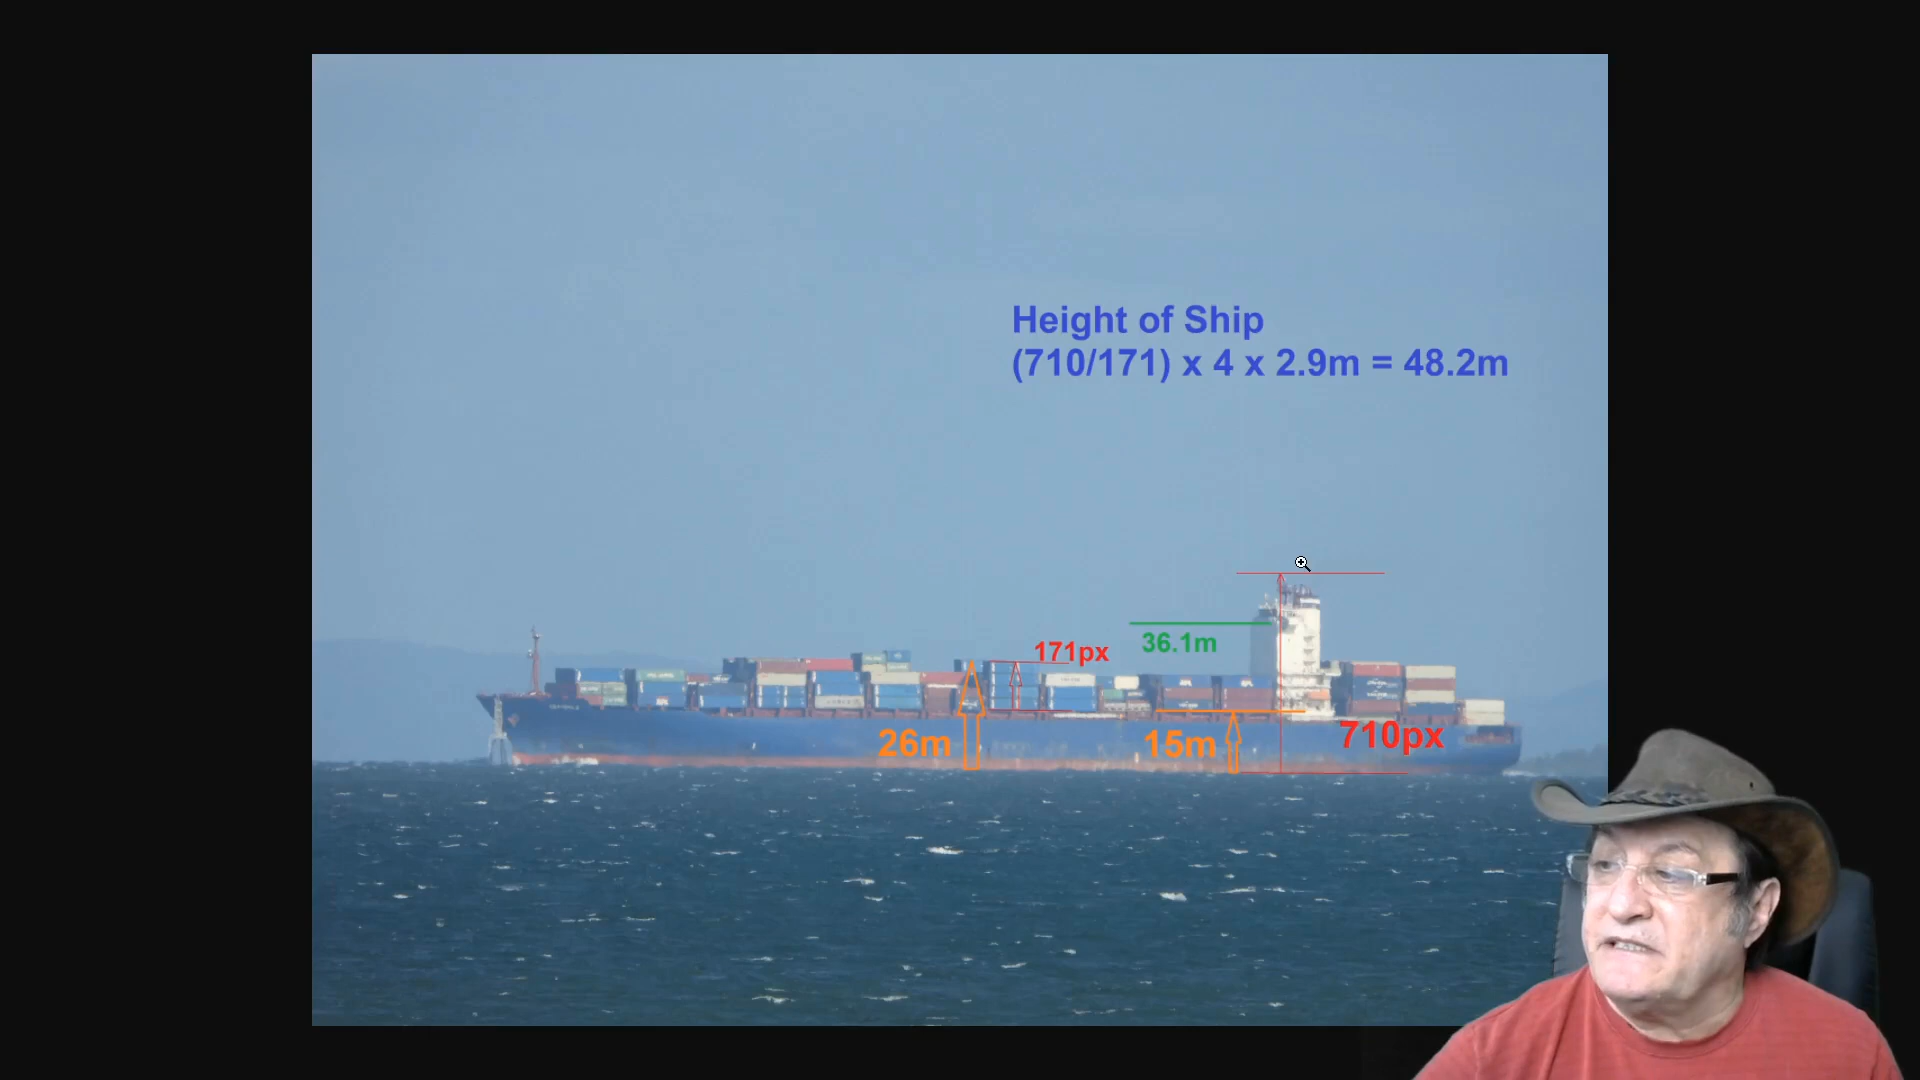 Height of Ship
(710/171) x 4 x 2.9m = 48.2m
36.1m
171px
26m
15m
710px